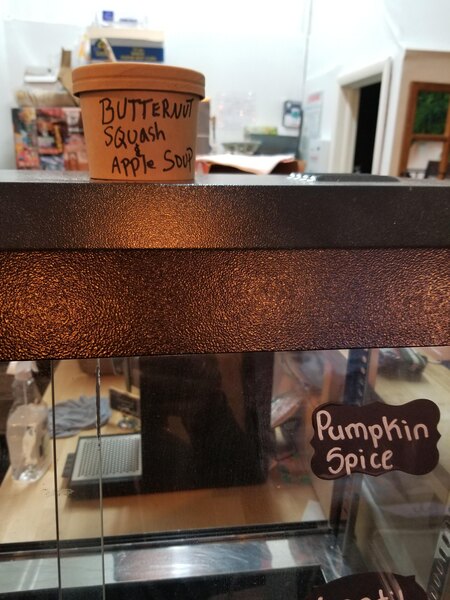 BUTTERNUT
SQUASh
&
APPle SOUP
Pumpkin
Spice